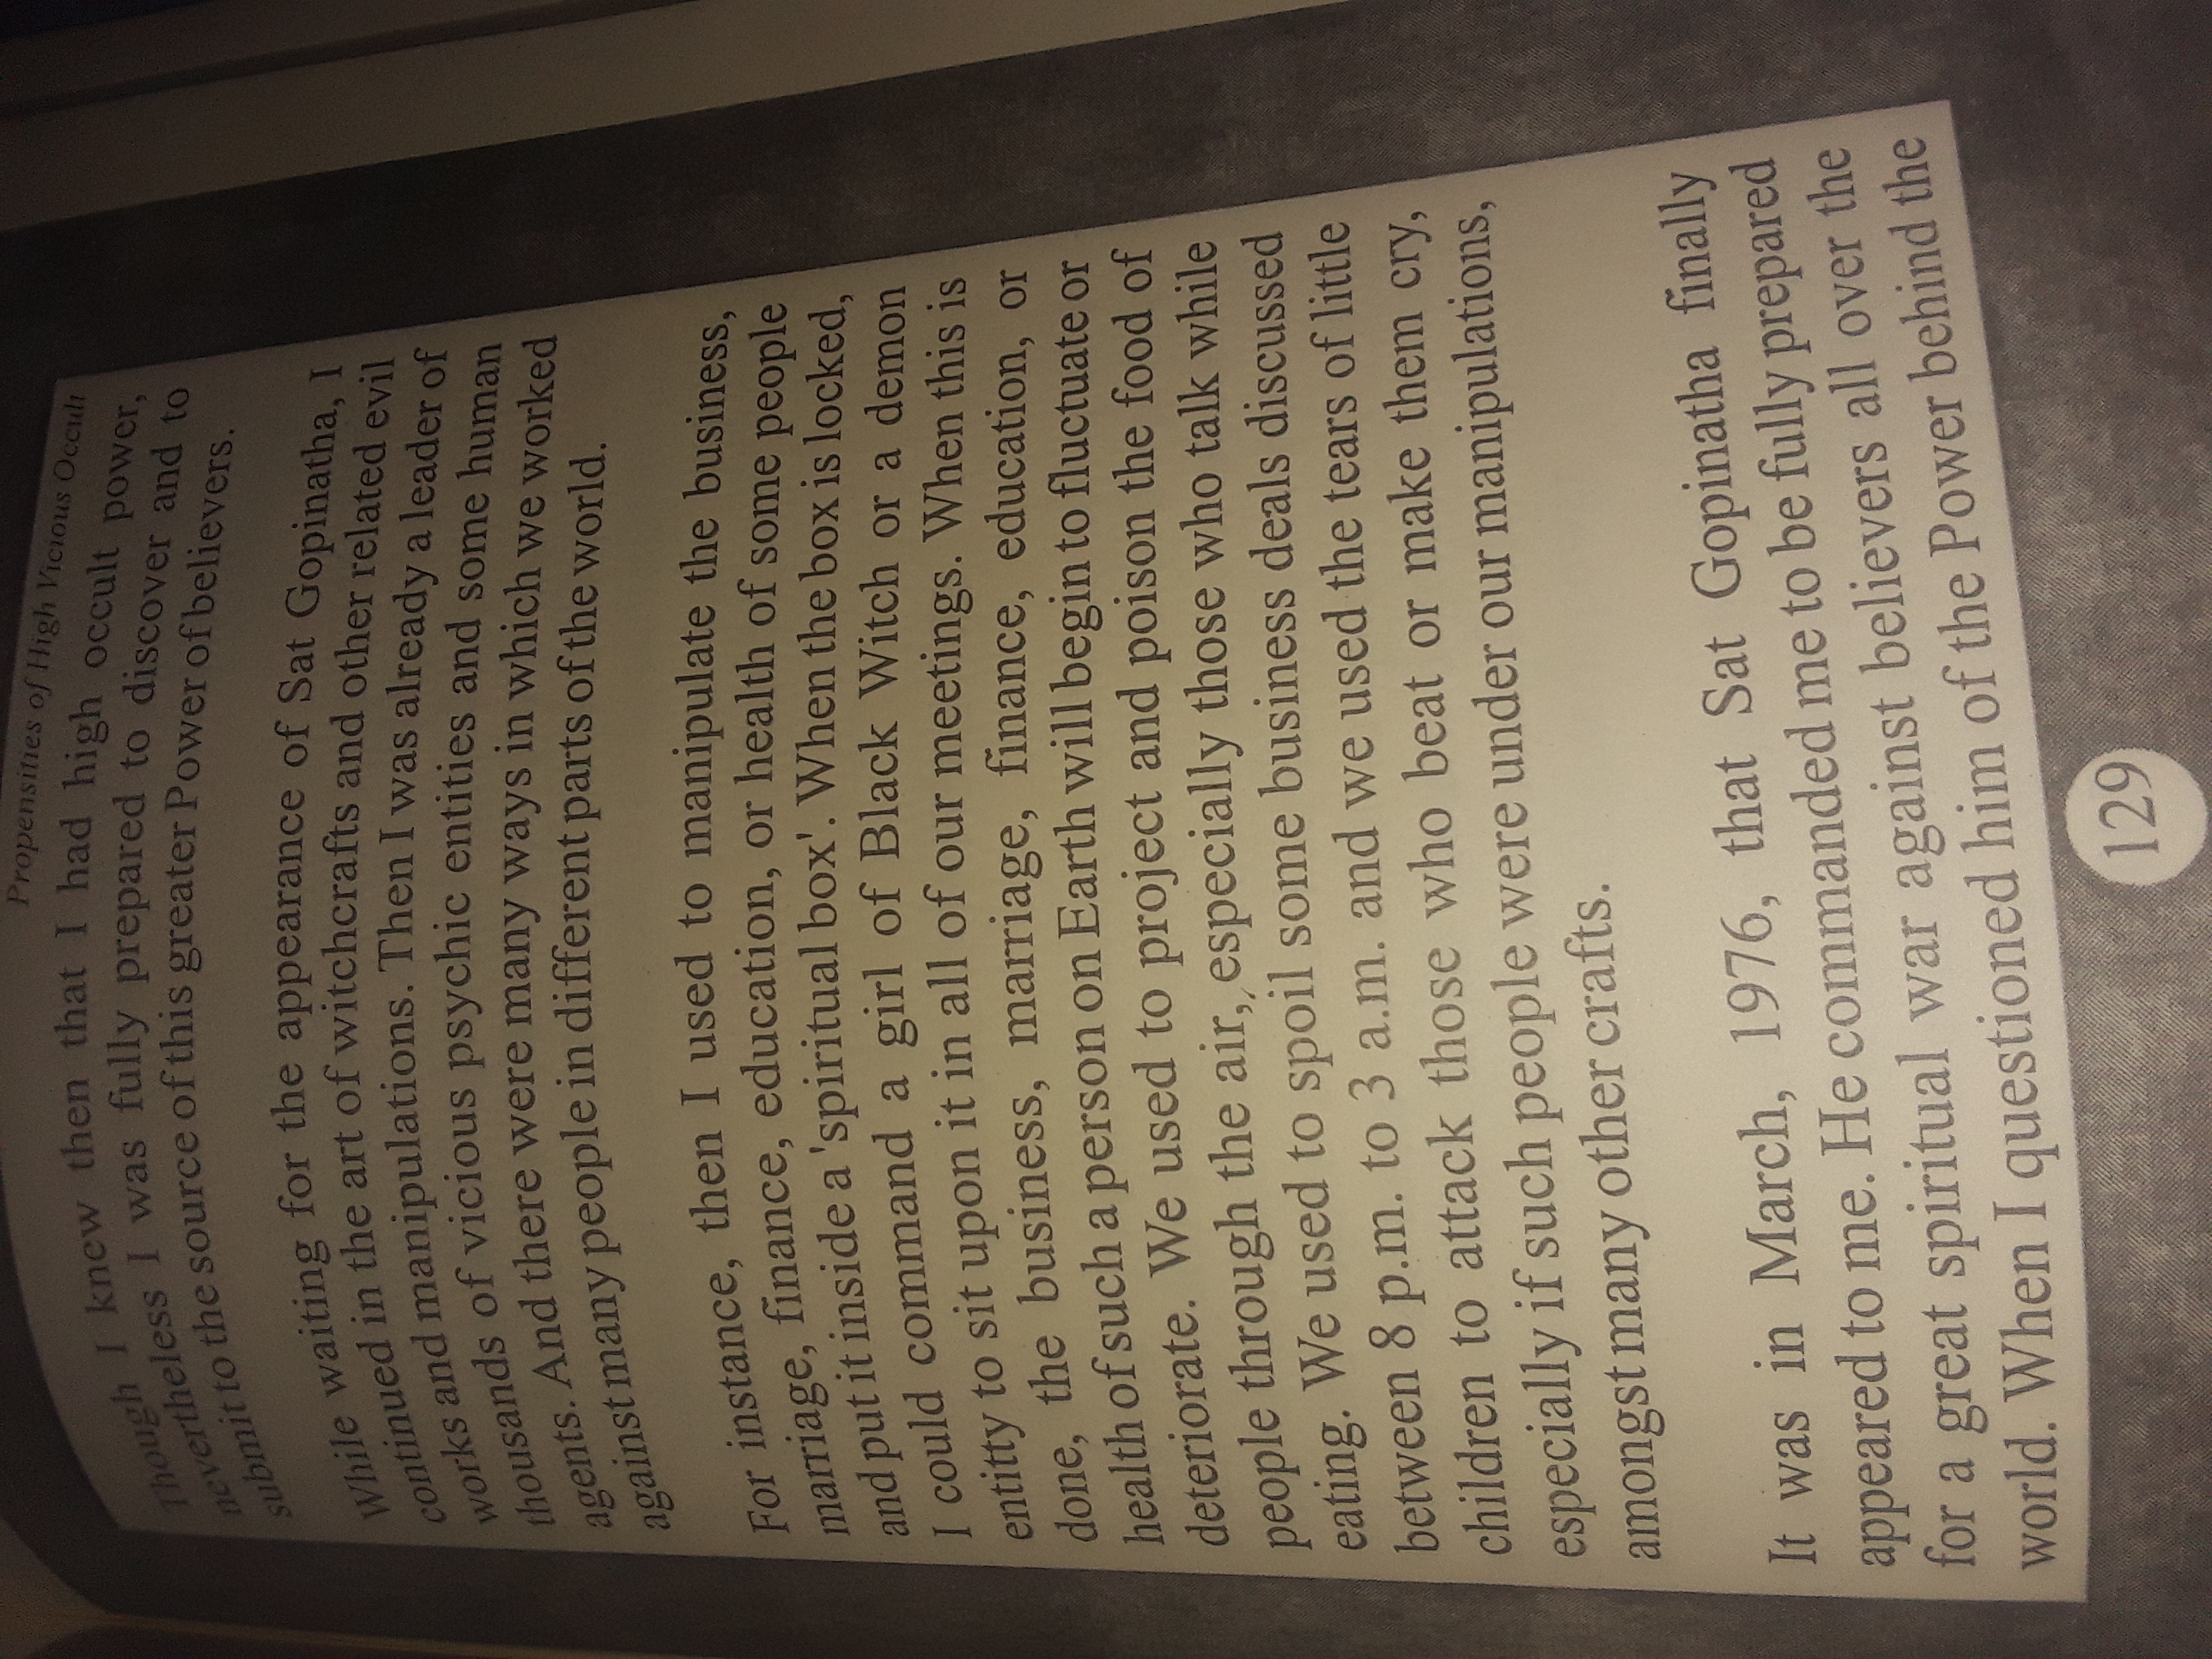 Propensities of High Vicious Occult
Though I knew then that I had high occult power,
nevertheless I was fully prepared to discover and to
submit to the source of this greater Power of believers.
While waiting for the appearance of Sat Gopinatha, I
continued in the art of witchcrafts and other related evil
works and manipulations. Then I was already a leader of
thousands of vicious psychic entities and some human
agents. And there were many ways in which we worked
against many people in different parts of the world.
For instance, then I used to manipulate the business,
marriage, finance, education, or health of some people
and put it inside a 'spiritual box'. When the box is locked,
I could command a girl of Black Witch or a demon
entitty to sit upon it in all of our meetings. When this is
done, the business, marriage, finance, education, or
health of such a person on Earth will begin to fluctuate or
deteriorate. We used to project and poison the food of
people through the air, especially those who talk while
eating. We used to spoil some business deals discussed
between 8 p.m. to 3 a.m. and we used the tears of little
children to attack those who beat or make them cry,
especially if such people were under our manipulations,
amongst many other crafts.
It was in March, 1976, that Sat Gopinatha finally
appeared to me. He commanded me to be fully prepared
for a great spiritual war against believers all over the
world. When I questioned him of the Power behind the
129